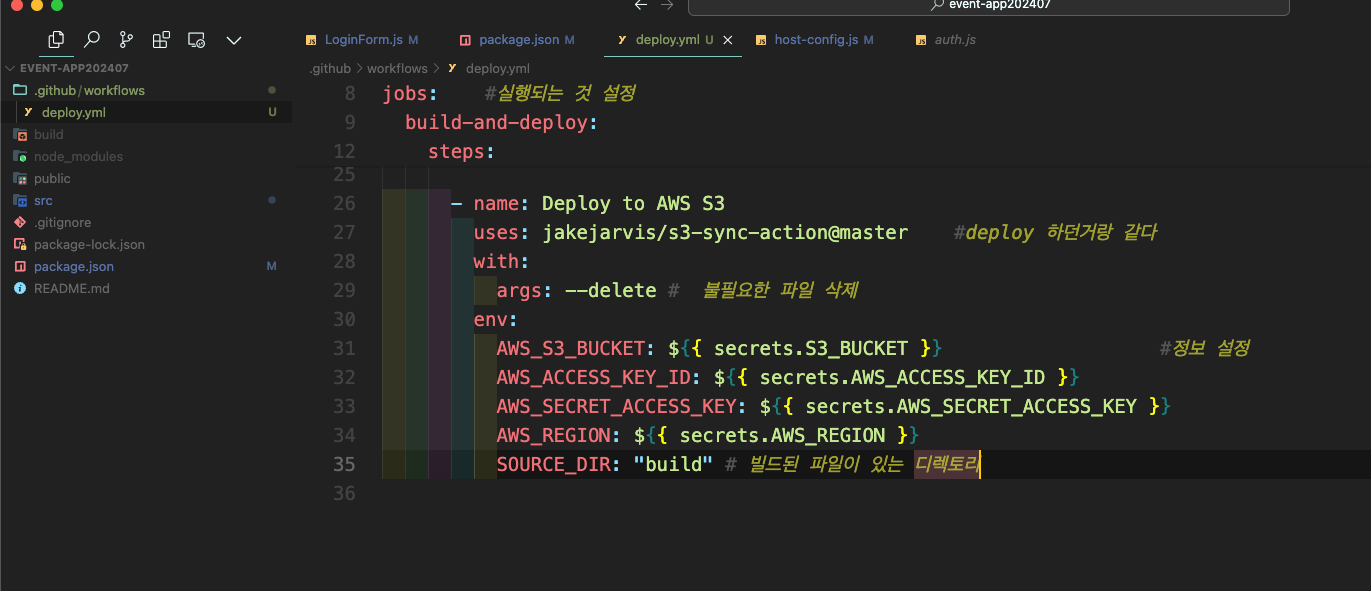 event-app202407
LoginForm.js M
package.json M
deploy.yml U
host-config.js M
auth.js
EVENT-APP202407
.github/workflows
deploy.yml U
build
node_modules
public
src
.gitignore
package-lock.json
package.json M
README.md
.github > workflows > deploy.yml
8 jobs: #실행되는 것 설정
9 build-and-deploy:
12 steps:
25
26 - name: Deploy to AWS S3
27 uses: jakejarvis/s3-sync-action@master #deploy 하던거랑 같다
28 with:
29 args: --delete # 불필요한 파일 삭제
30 env:
31 AWS_S3_BUCKET: ${{ secrets.S3_BUCKET }} #정보 설정
32 AWS_ACCESS_KEY_ID: ${{ secrets.AWS_ACCESS_KEY_ID }}
33 AWS_SECRET_ACCESS_KEY: ${{ secrets.AWS_SECRET_ACCESS_KEY }}
34 AWS_REGION: ${{ secrets.AWS_REGION }}
35 SOURCE_DIR: "build" # 빌드된 파일이 있는 디렉토리
36